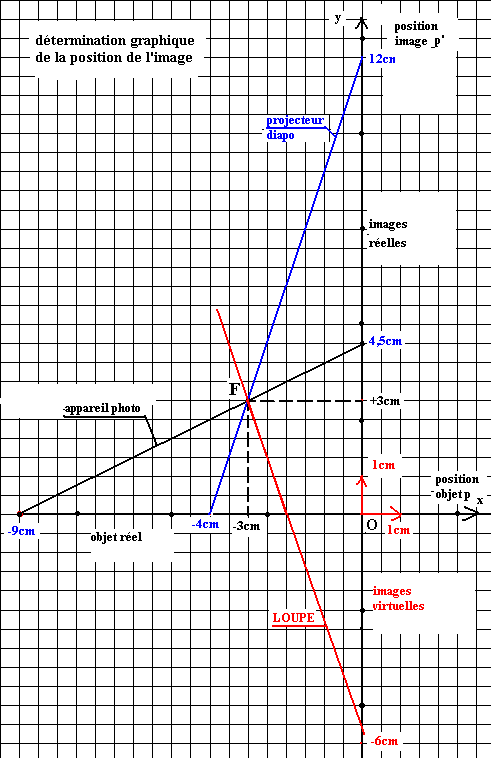 détermination graphique
de la position de l'image
y
position
image p'
12cm
projecteur
diapo
images
réelles
4,5cm
F
+3cm
appareil photo
1cm
position
objet p
x
-9cm
objet réel
-4cm
-3cm
O
1cm
images
virtuelles
LOUPE
-6cm